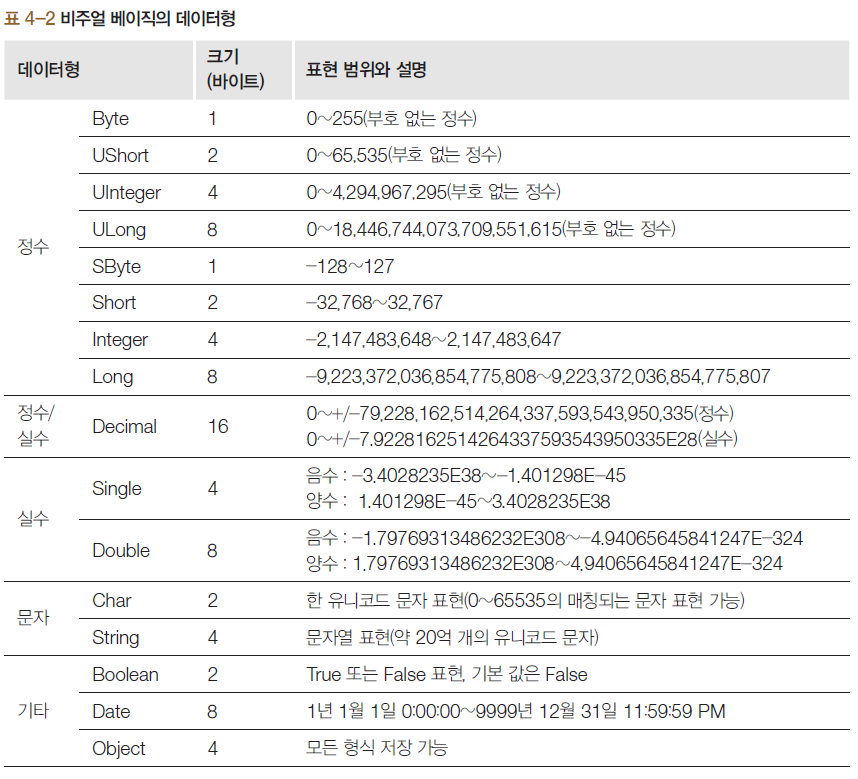 표 4-2 비주얼 베이직의 데이터형
데이터형 크기 (바이트) 표현 범위와 설명
정수
Byte 1 0~255(부호 없는 정수)
UShort 2 0~65,535(부호 없는 정수)
UInteger 4 0~4,294,967,295(부호 없는 정수)
ULong 8 0~18,446,744,073,709,551,615(부호 없는 정수)
SByte 1 -128~127
Short 2 -32,768~32,767
Integer 4 -2,147,483,648~2,147,483,647
Long 8 -9,223,372,036,854,775,808~9,223,372,036,854,775,807
정수/
실수
Decimal 16 0~+/-79,228,162,514,264,337,593,543,950,335(정수)
0~+/-7.9228162514264337593543950335E28(실수)
실수
Single 4 음수 : -3.4028235E38~-1.401298E-45
양수 : 1.401298E-45~3.4028235E38
Double 8 음수 : -1.79769313486232E308~-4.94065645841247E-324
양수 : 1.79769313486232E308~4.94065645841247E-324
문자
Char 2 한 유니코드 문자 표현(0~65535의 매칭되는 문자 표현 가능)
String 4 문자열 표현(약 20억 개의 유니코드 문자)
기타
Boolean 2 True 또는 False 표현, 기본 값은 False
Date 8 1년 1월 1일 0:00:00~9999년 12월 31일 11:59:59 PM
Object 4 모든 형식 저장 가능